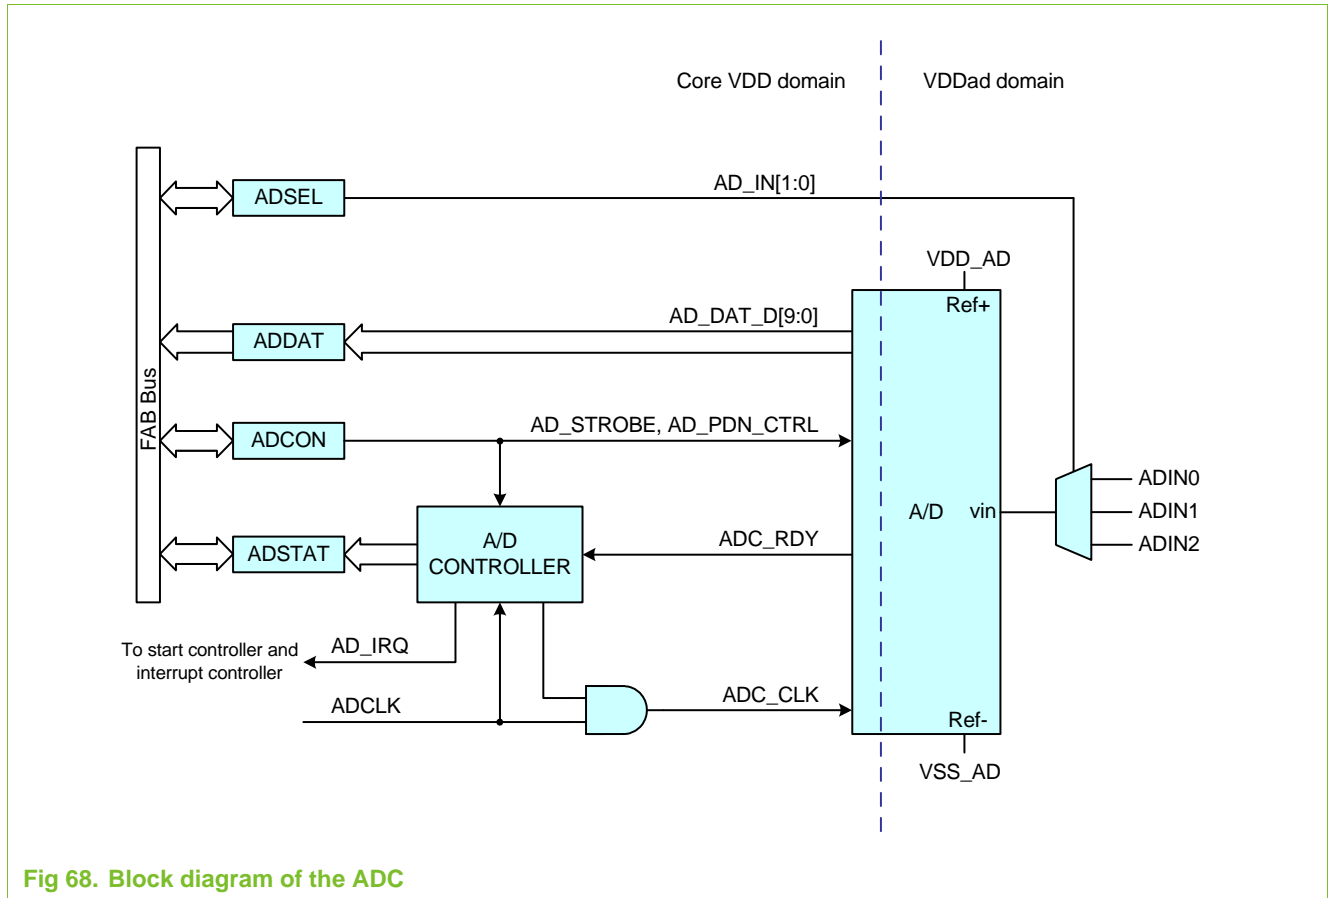 Core VDD domain
VDDad domain
ADSEL
AD_IN[1:0]
VDD_AD
Ref+
ADDAT
AD_DAT_D[9:0]
FAB Bus
ADCON
AD_STROBE, AD_PDN_CTRL
ADIN0
A/D
vin
ADIN1
ADIN2
ADSTAT
A/D
CONTROLLER
ADC_RDY
To start controller and
interrupt controller
AD_IRQ
ADCLK
ADC_CLK
Ref-
VSS_AD
Fig 68. Block diagram of the ADC